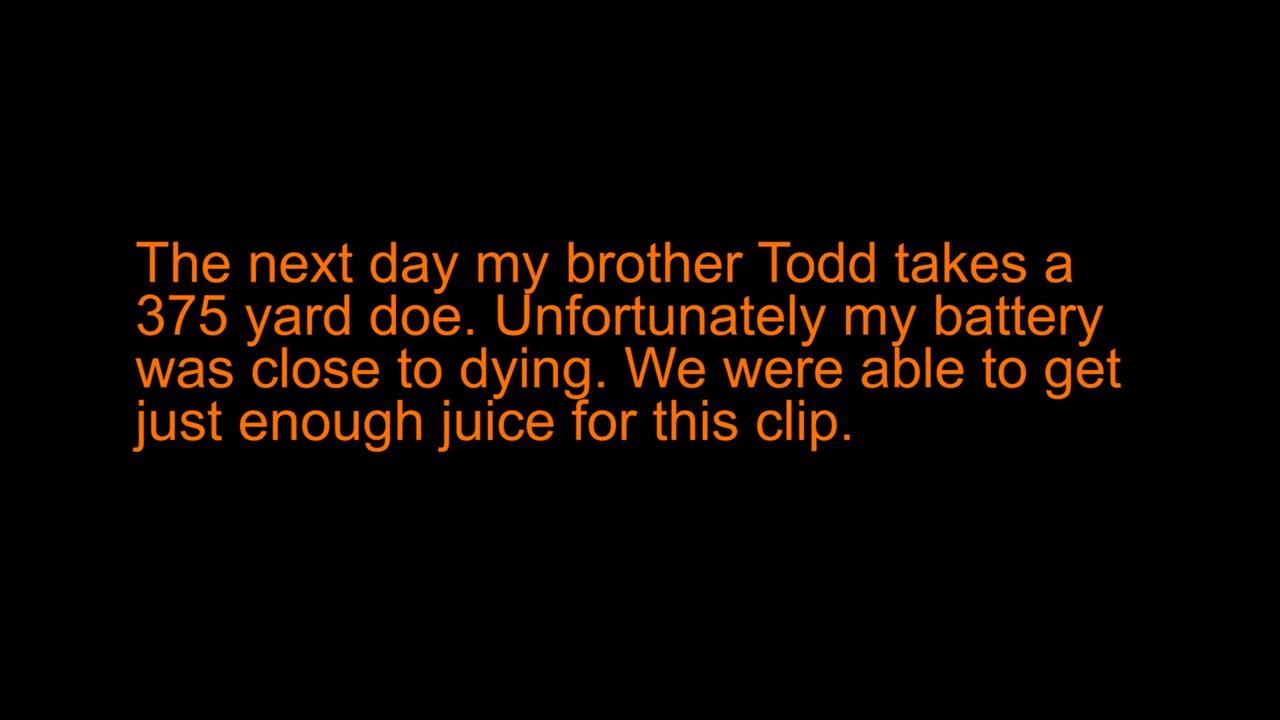 The next day my brother Todd takes a
375 yard doe. Unfortunately my battery
was close to dying. We were able to get
just enough juice for this clip.